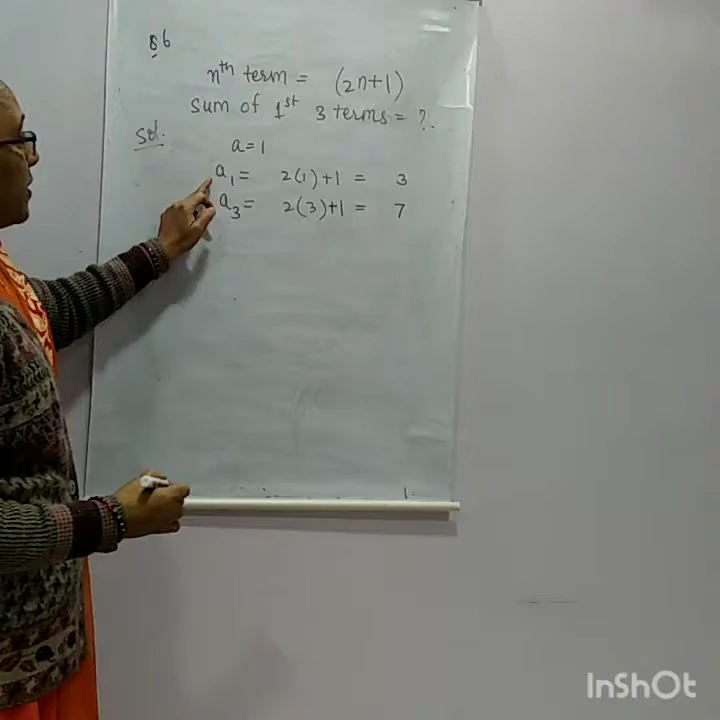 86
nth term = (2n+1)
Sum of 1st 3 terms = ?.
Sol.
a=1
a1= 2(1)+1 = 3
a3= 2(3)+1 = 7
InShOt